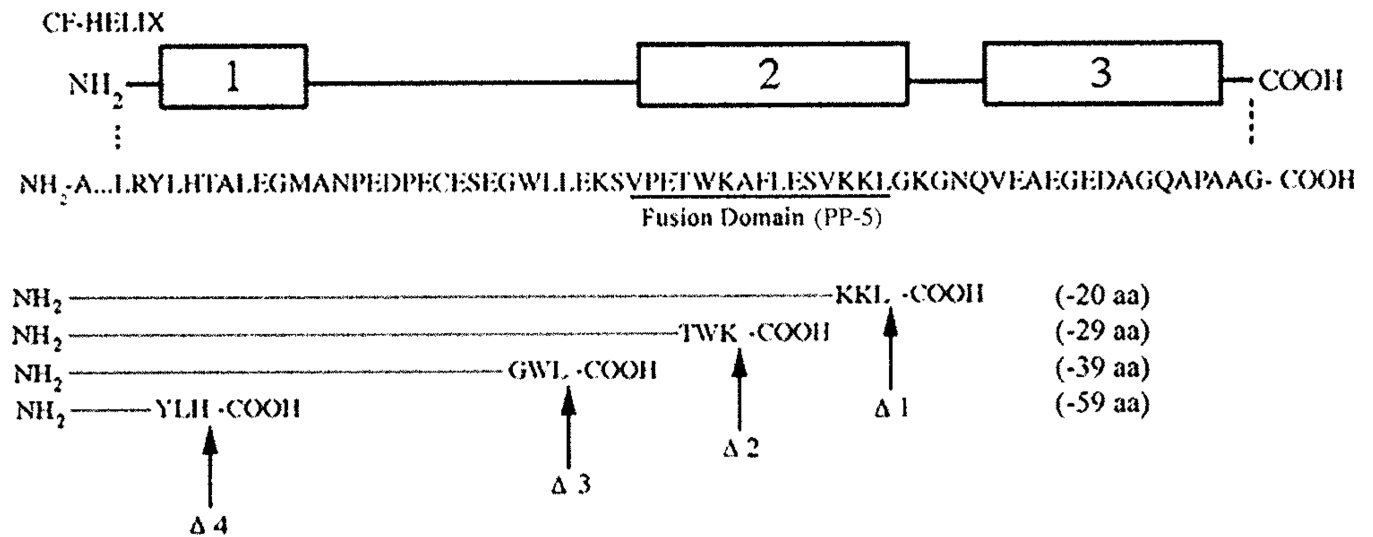 CF-HELIX
NH2 1 2 3 COOH
NH2-A...LRYLHTALEGMANPEDPECESEGWLLEKSVPETWKAFLESVKKLGKGNQVEAEGEDAGQAPAAG- COOH
Fusion Domain (PP-5)
NH2 KKL -COOH (-20 aa)
NH2 TWK -COOH (-29 aa)
NH2 GWL -COOH (-39 aa)
NH2 YLH -COOH (-59 aa)
Δ 1
Δ 2
Δ 3
Δ 4